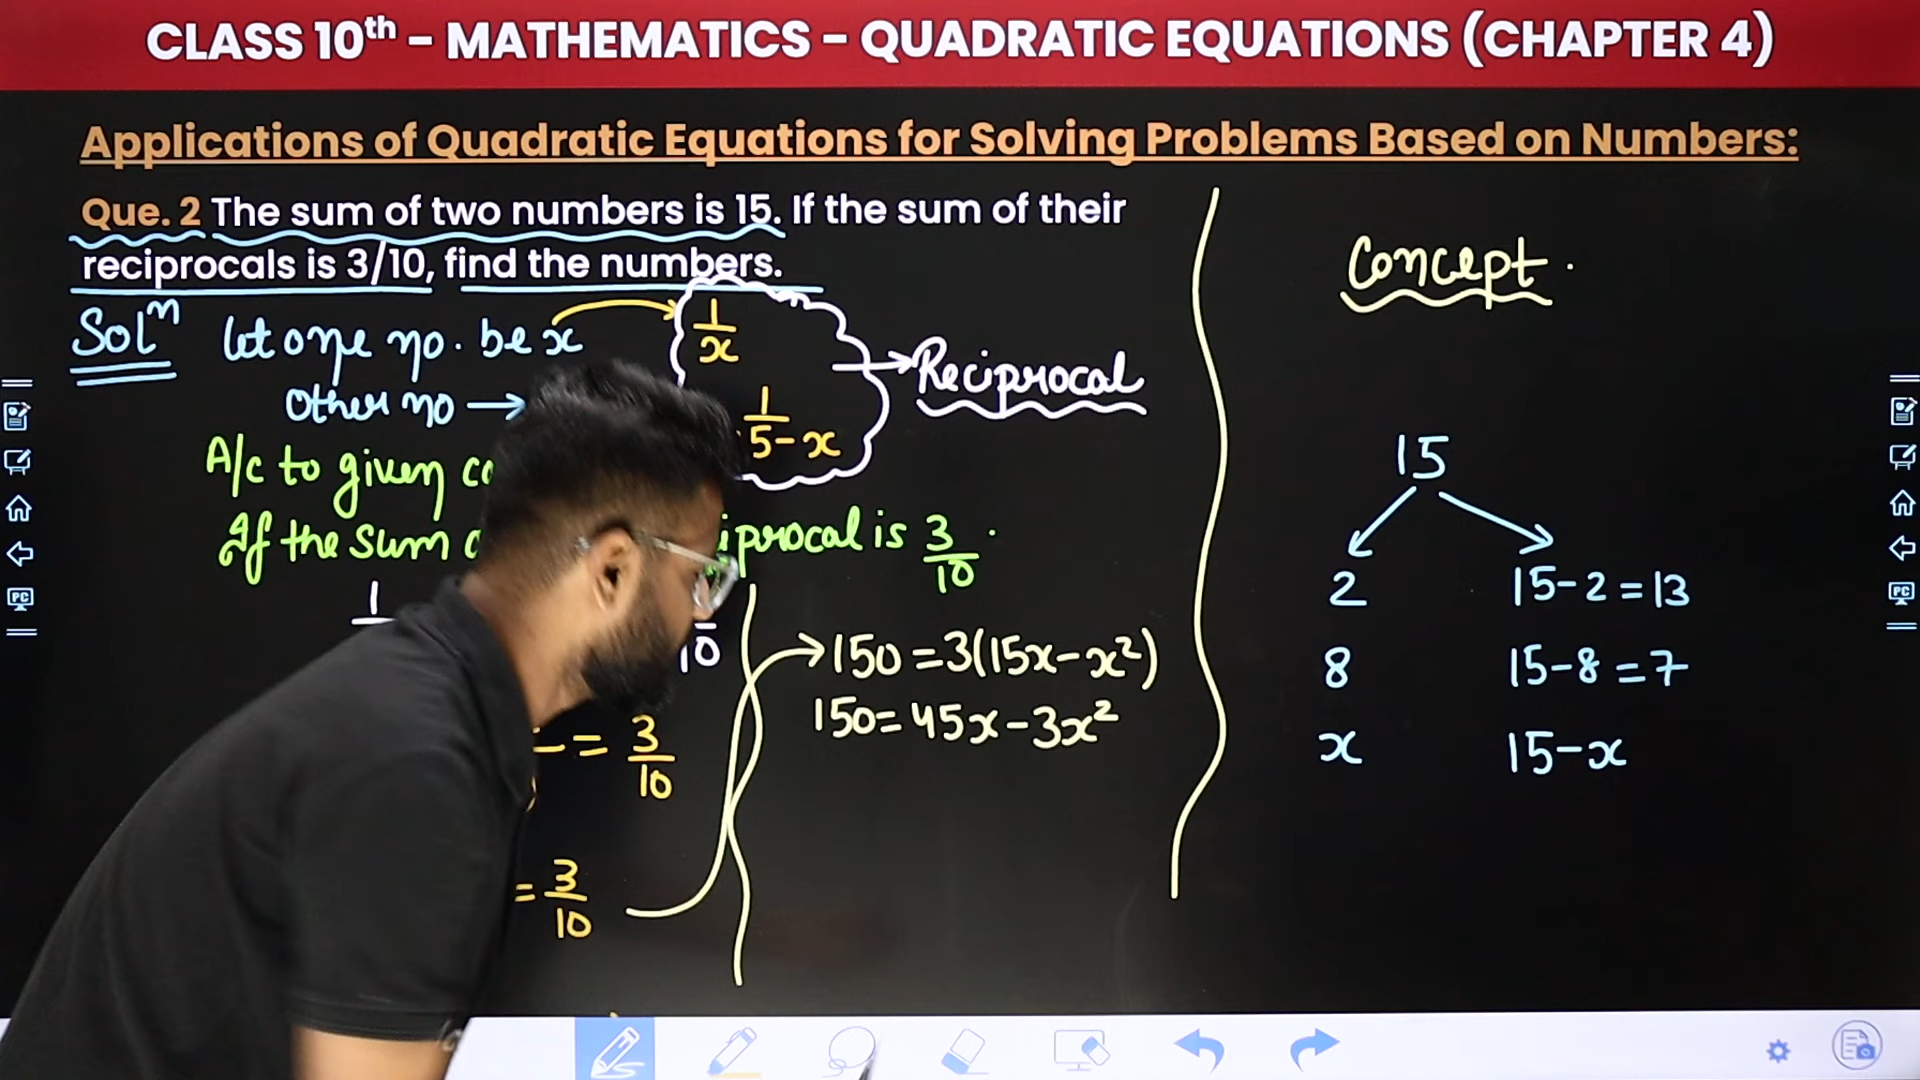 CLASS 10th - MATHEMATICS - QUADRATIC EQUATIONS (CHAPTER 4)
Applications of Quadratic Equations for Solving Problems Based on Numbers:
Que. 2 The sum of two numbers is 15. If the sum of their
reciprocals is 3/10, find the numbers.
Solⁿ let one no. be x
1/x
Other no →
1/5-x
→ Reciprocal
A/c to given
If the sum
iprocal is 3/10.
1
10
= 3/10
= 3/10
→ 150 = 3(15x - x²)
150 = 45x - 3x²
Concept.
15
2 15-2=13
8 15-8=7
x 15-x
PC
PC